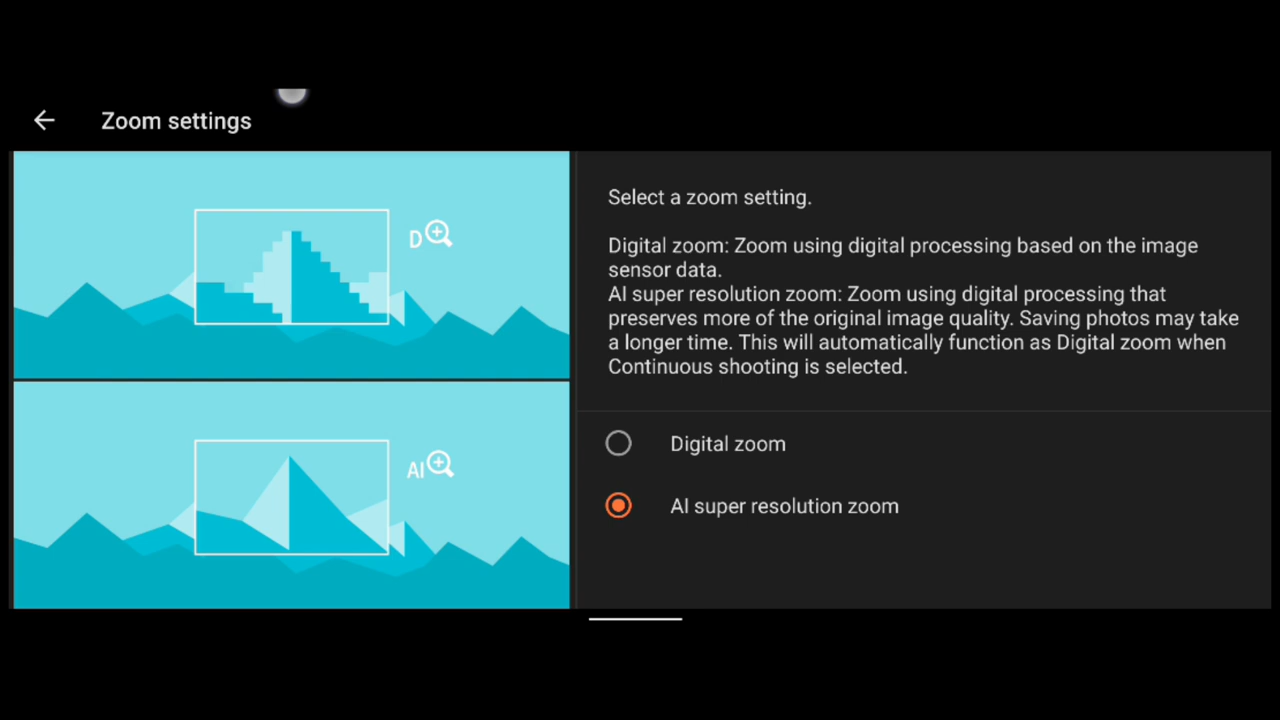 Zoom settings
D
AI
Select a zoom setting.
Digital zoom: Zoom using digital processing based on the image
sensor data.
AI super resolution zoom: Zoom using digital processing that
preserves more of the original image quality. Saving photos may take
a longer time. This will automatically function as Digital zoom when
Continuous shooting is selected.
Digital zoom
AI super resolution zoom